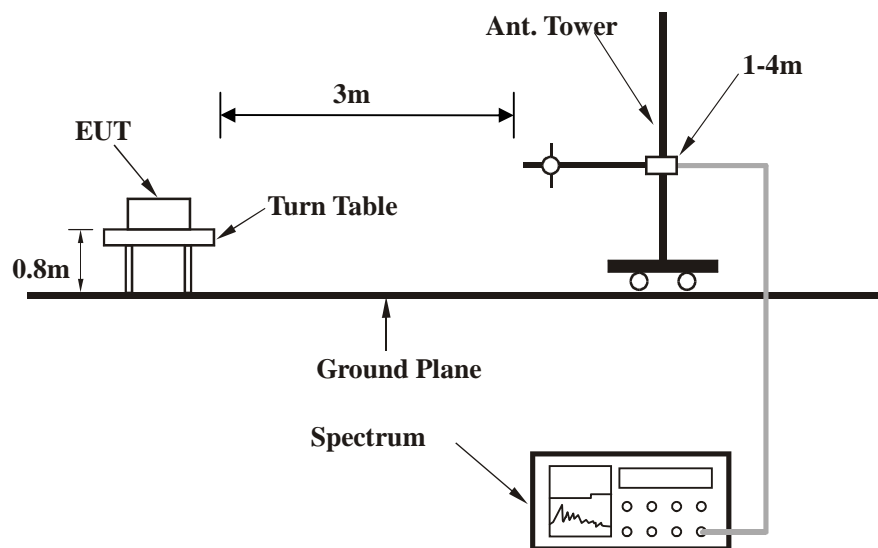 Ant. Tower
1-4m
3m
EUT
Turn Table
0.8m
Ground Plane
Spectrum